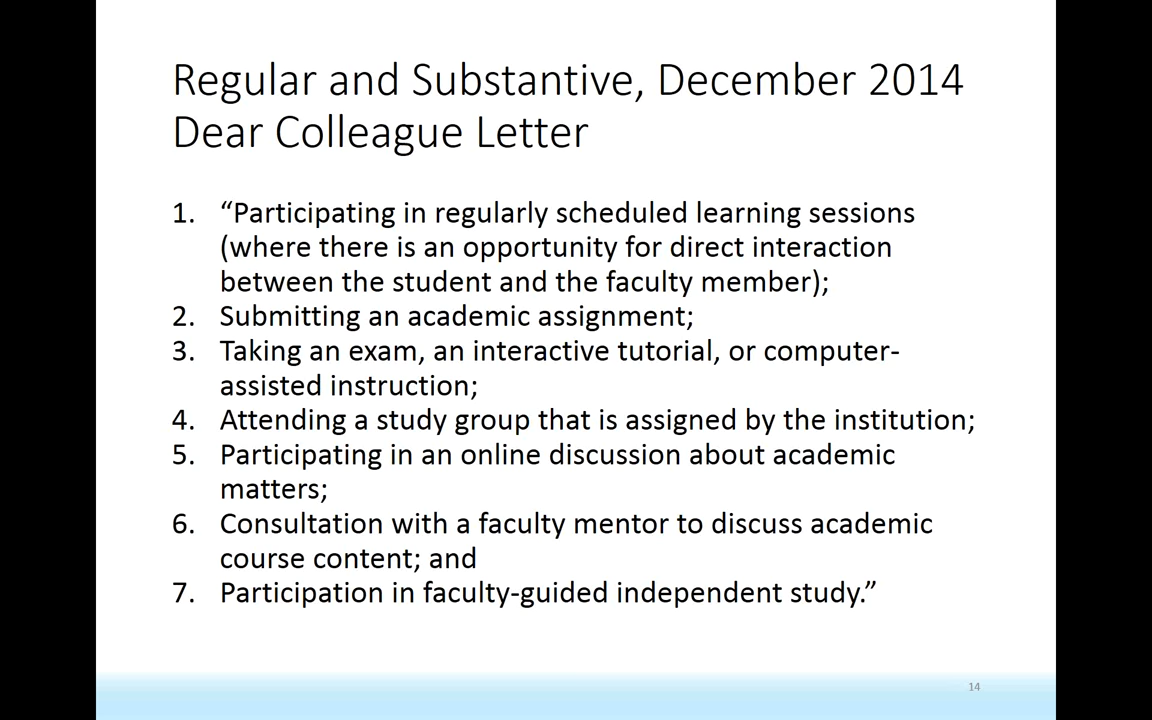 Regular and Substantive, December 2014
Dear Colleague Letter
1. “Participating in regularly scheduled learning sessions
(where there is an opportunity for direct interaction
between the student and the faculty member);
2. Submitting an academic assignment;
3. Taking an exam, an interactive tutorial, or computer-
assisted instruction;
4. Attending a study group that is assigned by the institution;
5. Participating in an online discussion about academic
matters;
6. Consultation with a faculty mentor to discuss academic
course content; and
7. Participation in faculty-guided independent study.”
14